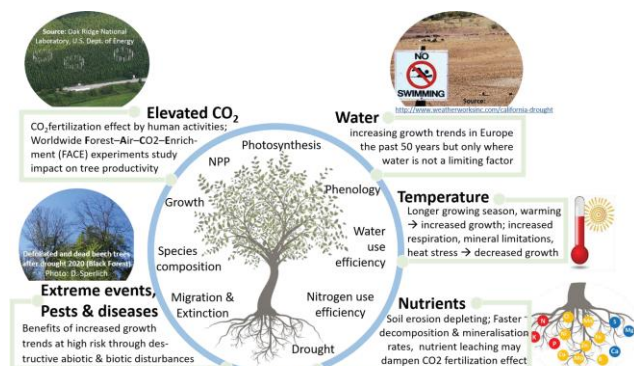 Source: Oak Ridge National
Laboratory, U.S. Dept. of Energy
Elevated CO2
CO2fertilization effect by human activities;
Worldwide Forest–Air–CO2–Enrich-
ment (FACE) experiments study
impact on tree productivity
NO
SWIMMING
Source:
http://www.weatherworksinc.com/california-drought
Water
increasing growth trends in Europe
the past 50 years but only where
water is not a limiting factor
Photosynthesis
NPP
Phenology
Growth
Water
use
efficiency
Species
composition
Nitrogen use
efficiency
Migration &
Extinction
Drought
Temperature
Longer growing season, warming
→ increased growth; increased
respiration, mineral limitations,
heat stress → decreased growth
Defoliated and dead beech trees
after drought 2020 (Black Forest)
Photo: D. Sperlich
Extreme events,
Pests & diseases
Benefits of increased growth
trends at high risk through des-
tructive abiotic & biotic disturbances
Nutrients
Soil erosion depleting; Faster
decomposition & mineralisation
rates, nutrient leaching may
dampen CO2 fertilization effect
N
K
P
S
Mg
Ca